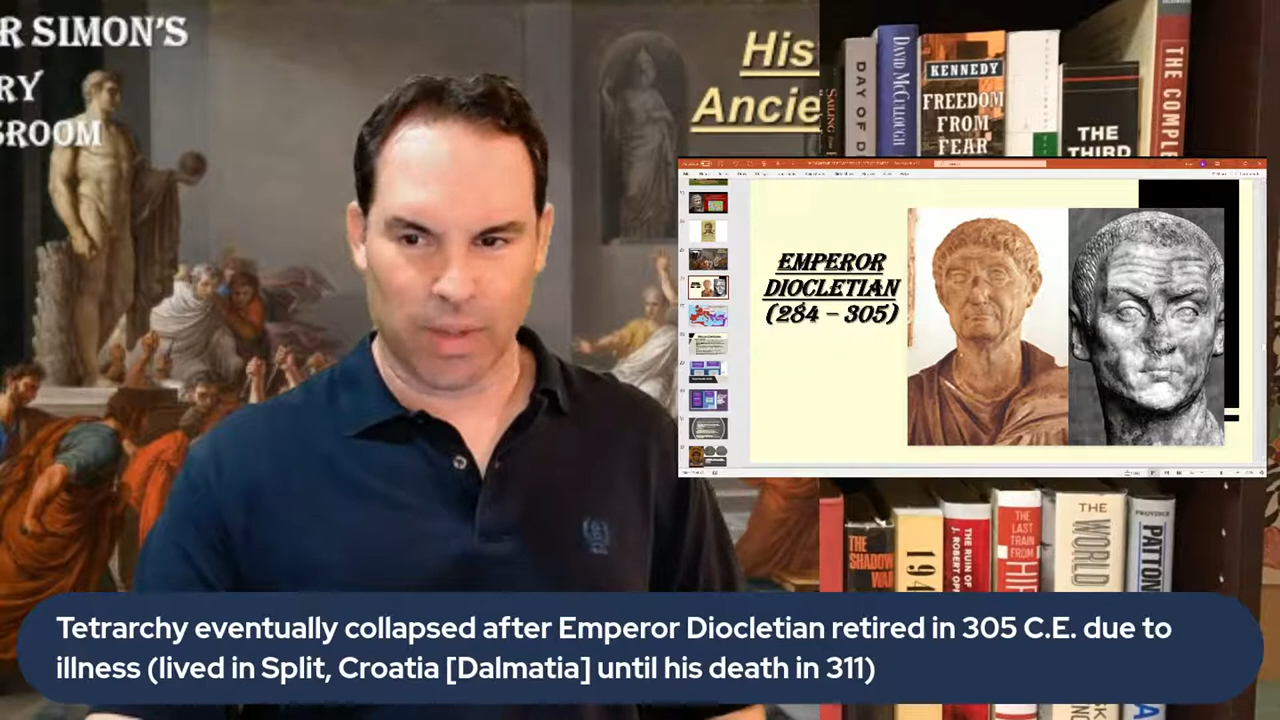 R SIMON'S
RY
SROOM
His
Ancie
DAY OF D
DAVID McCULLOUGH
KENNEDY
FREEDOM
FROM
FEAR
THE
THIRD
THE COMPLE
EMPEROR
DIOCLETIAN
(284 – 305)
THE
SHADOW
WAR
194
THE RUIN OF
J. ROBERT OP
THE
LAST
TRAIN
FROM
HIR
THE
WORLD
PROVINCE
PATTON
Tetrarchy eventually collapsed after Emperor Diocletian retired in 305 C.E. due to
illness (lived in Split, Croatia [Dalmatia] until his death in 311)